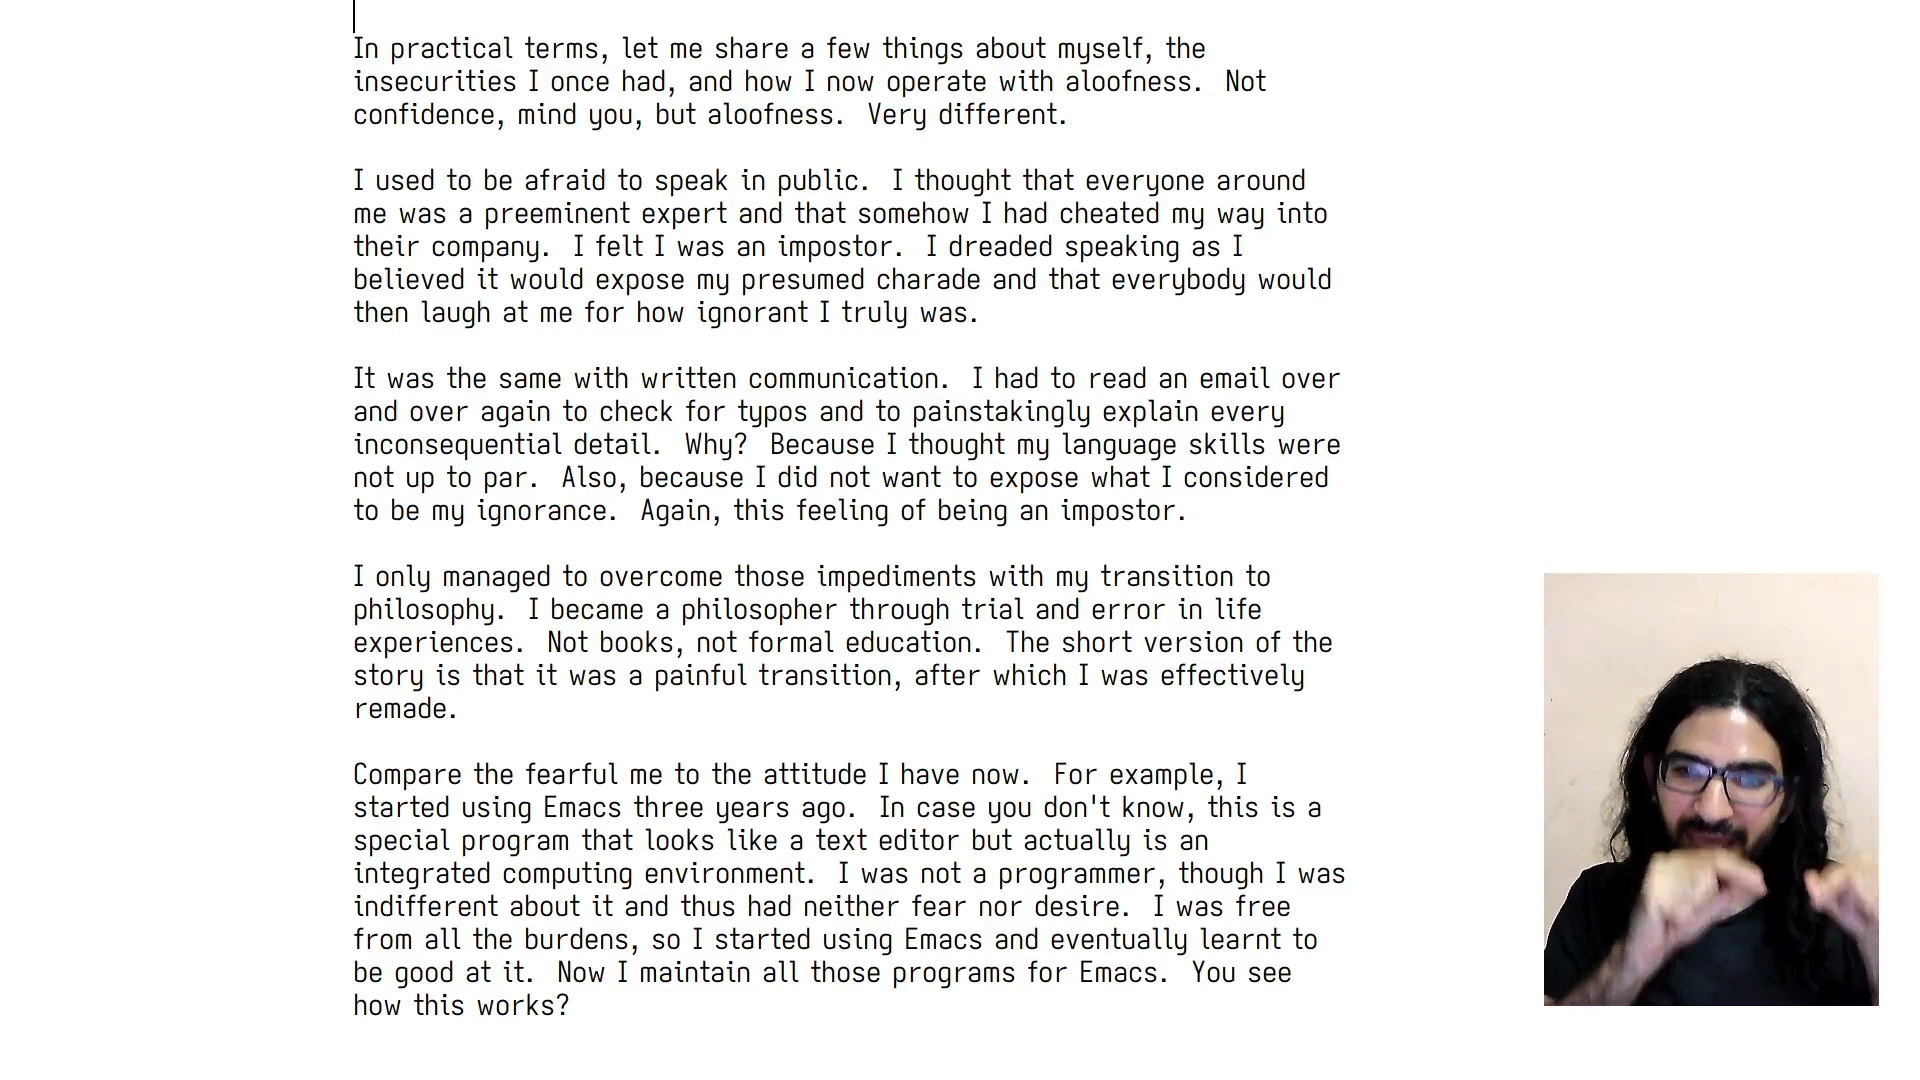 In practical terms, let me share a few things about myself, the
insecurities I once had, and how I now operate with aloofness.  Not
confidence, mind you, but aloofness.  Very different.
I used to be afraid to speak in public.  I thought that everyone around
me was a preeminent expert and that somehow I had cheated my way into
their company.  I felt I was an impostor.  I dreaded speaking as I
believed it would expose my presumed charade and that everybody would
then laugh at me for how ignorant I truly was.
It was the same with written communication.  I had to read an email over
and over again to check for typos and to painstakingly explain every
inconsequential detail.  Why?  Because I thought my language skills were
not up to par.  Also, because I did not want to expose what I considered
to be my ignorance.  Again, this feeling of being an impostor.
I only managed to overcome those impediments with my transition to
philosophy.  I became a philosopher through trial and error in life
experiences.  Not books, not formal education.  The short version of the
story is that it was a painful transition, after which I was effectively
remade.
Compare the fearful me to the attitude I have now.  For example, I
started using Emacs three years ago.  In case you don't know, this is a
special program that looks like a text editor but actually is an
integrated computing environment.  I was not a programmer, though I was
indifferent about it and thus had neither fear nor desire.  I was free
from all the burdens, so I started using Emacs and eventually learnt to
be good at it.  Now I maintain all those programs for Emacs.  You see
how this works?